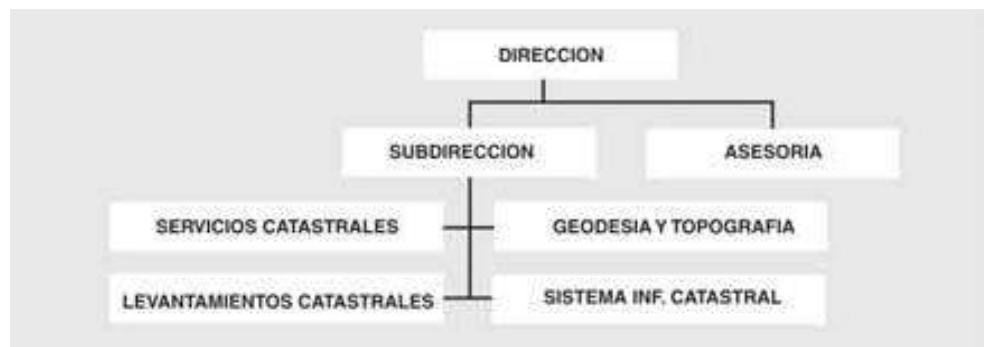 DIRECCION
SUBDIRECCION
ASESORIA
SERVICIOS CATASTRALES
GEODESIA Y TOPOGRAFIA
LEVANTAMIENTOS CATASTRALES
SISTEMA INF. CATASTRAL